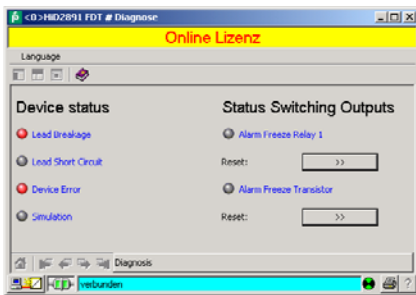 <0>HiD2891 FDT # Diagnose
Online Lizenz
Language
Device status
Status Switching Outputs
Lead Breakage
Alarm Freeze Relay 1
Lead Short Circuit
Reset:
>>
Device Error
Alarm Freeze Transistor
Simulation
Reset:
>>
Diagnosis
verbunden
?